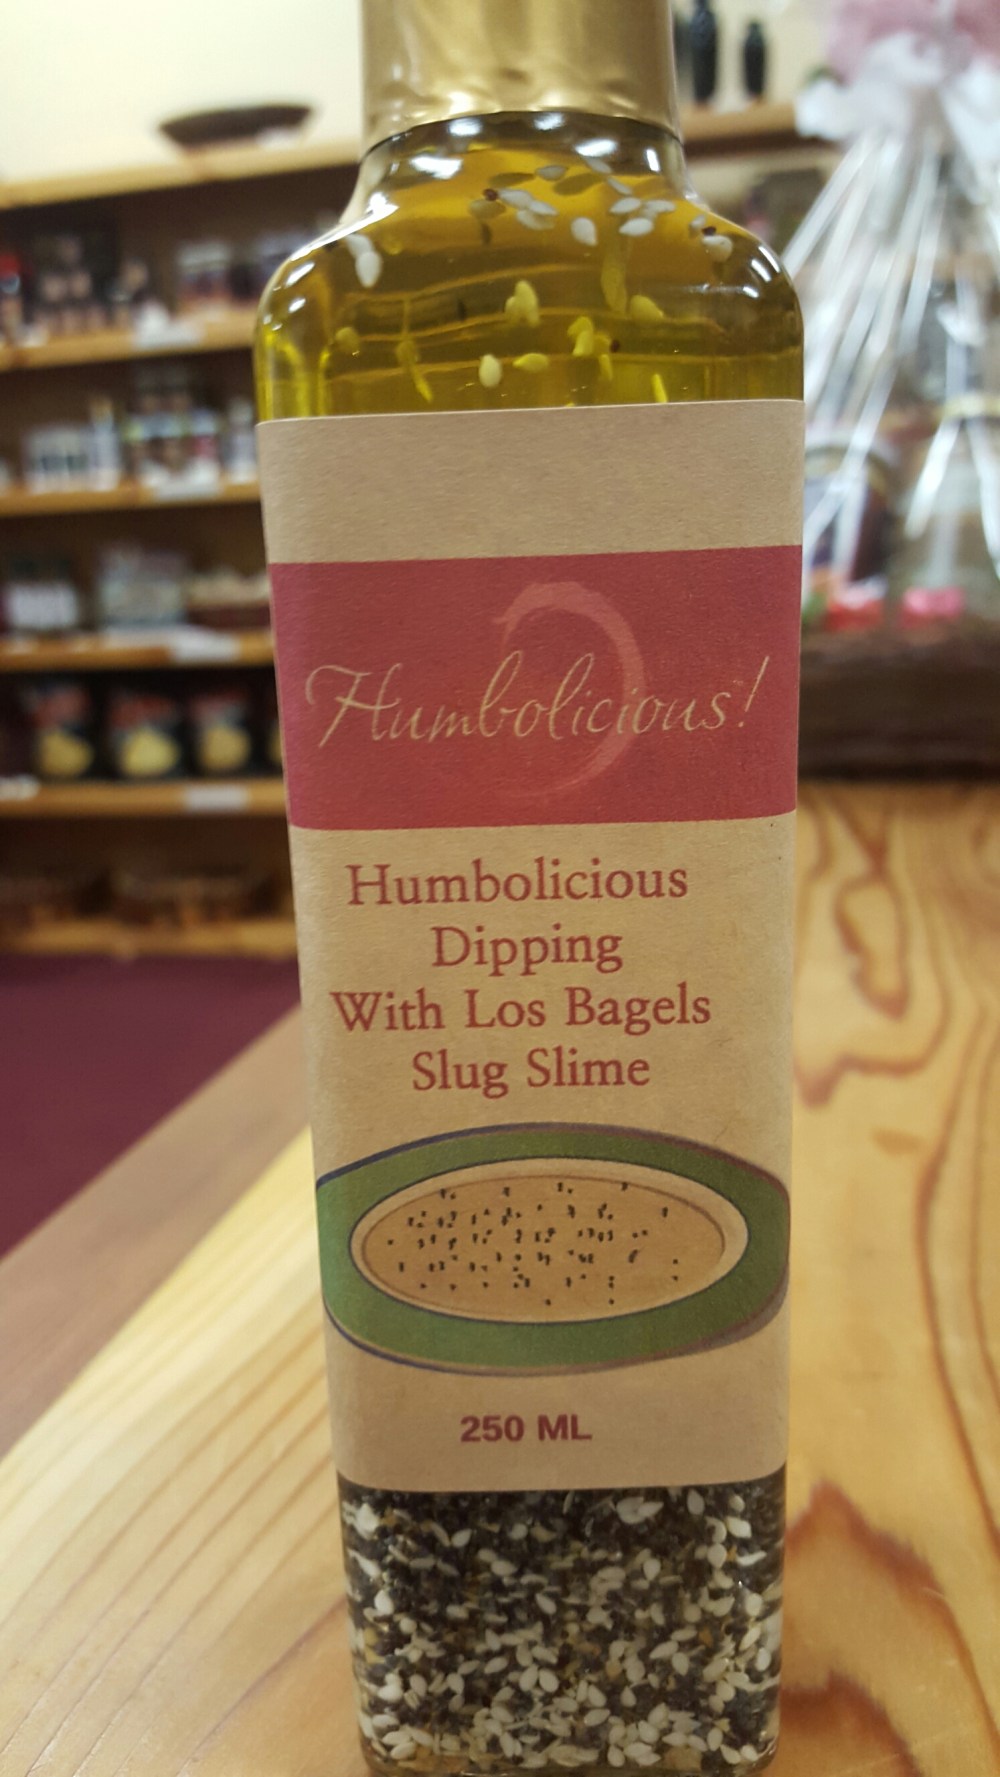 Humbolicious!
Humbolicious
Dipping
With Los Bagels
Slug Slime
250 ML